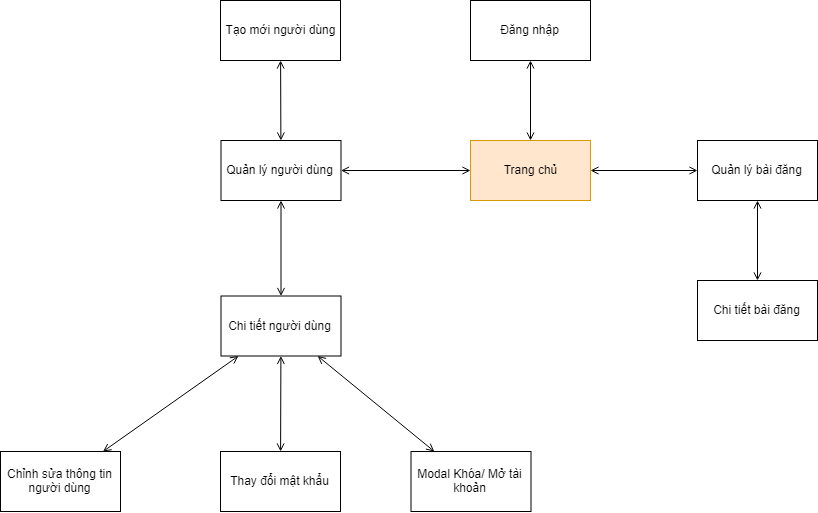 Tạo mới người dùng
Đăng nhập
Quản lý người dùng
Trang chủ
Quản lý bài đăng
Chi tiết người dùng
Chi tiết bài đăng
Chỉnh sửa thông tin
người dùng
Thay đổi mật khẩu
Modal Khóa/ Mở tài
khoản